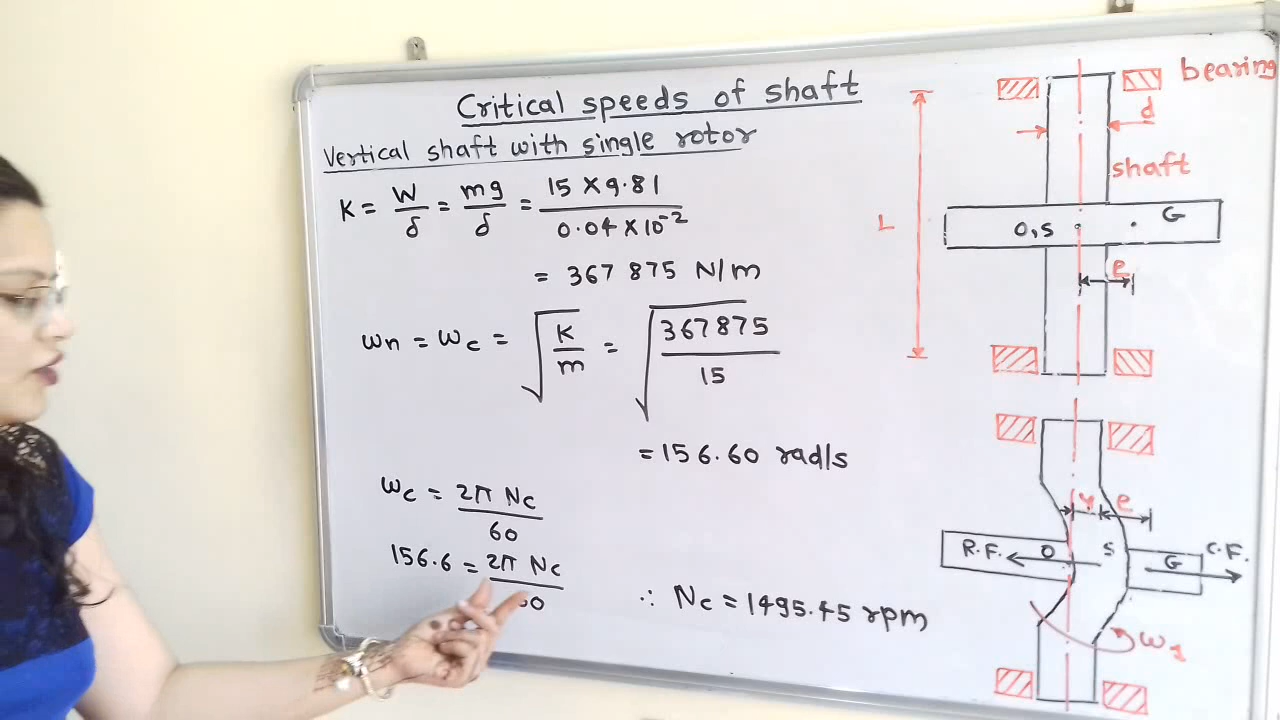 Critical speeds of shaft
Vertical shaft with single rotor
K = W/δ = mg/δ = 15 × 9.81 / 0.04 × 10⁻²
= 367 875 N/m
ωn = ωc = √(K/m) = √(367875/15)
= 156.60 rad/s
ωc = 2π Nc / 60
156.6 = 2π Nc / 60
∴ Nc = 1495.45 rpm
bearing
d
shaft
L
O,S
G
e
y
e
R.F.
O
S
G
C.F.
ω1